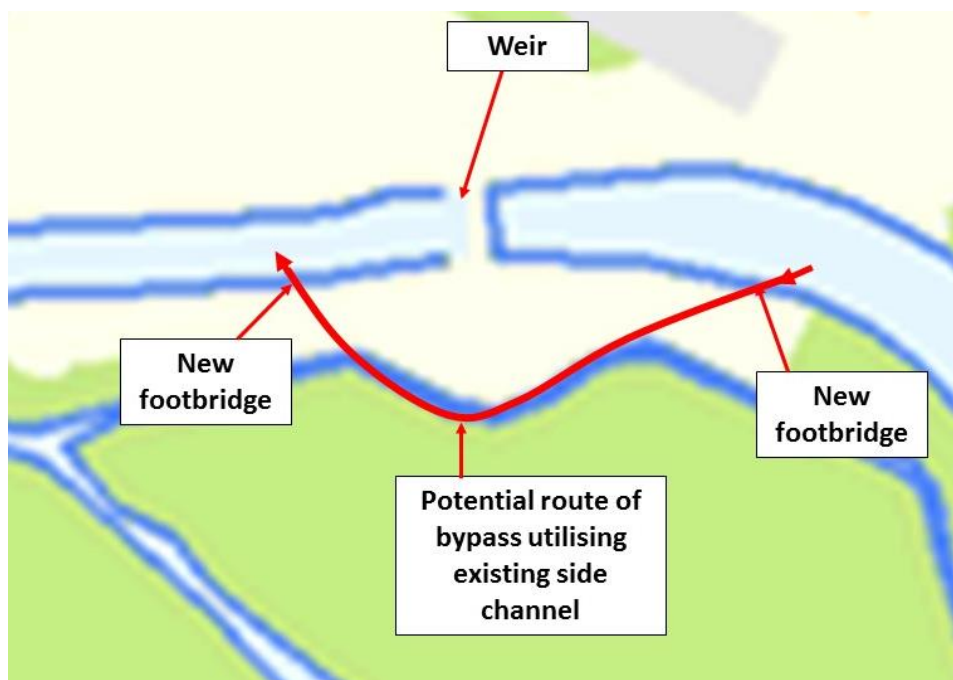 Weir
New
footbridge
New
footbridge
Potential route of
bypass utilising
existing side
channel